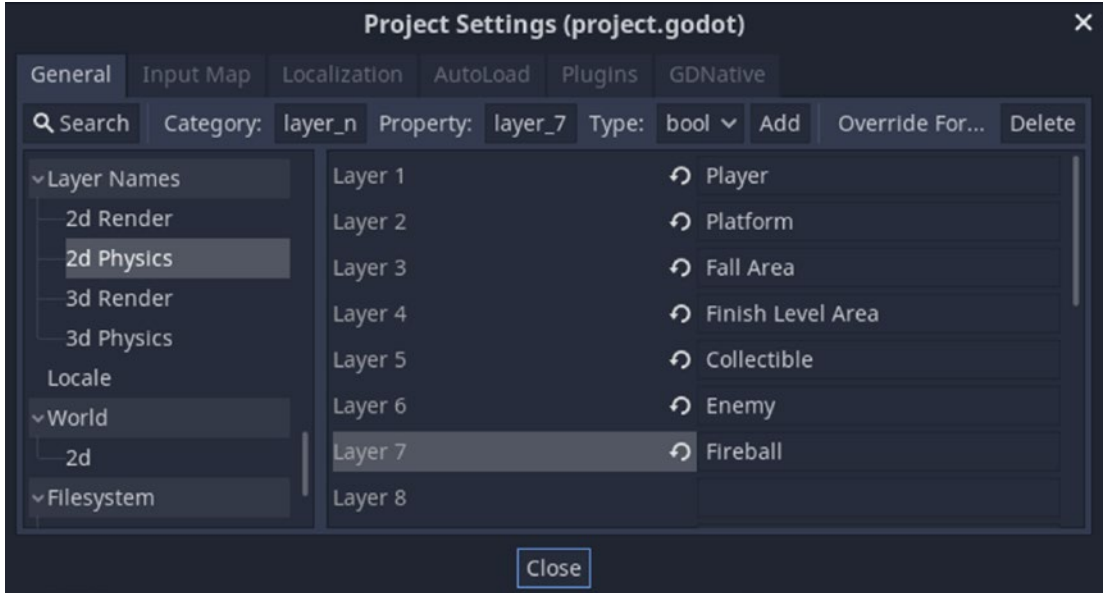 Project Settings (project.godot)
General Input Map Localization AutoLoad Plugins GDNative
Search Category: layer_n Property: layer_7 Type: bool Add Override For... Delete
Layer Names
2d Render
2d Physics
3d Render
3d Physics
Locale
World
2d
Filesystem
Layer 1 Player
Layer 2 Platform
Layer 3 Fall Area
Layer 4 Finish Level Area
Layer 5 Collectible
Layer 6 Enemy
Layer 7 Fireball
Layer 8
Close